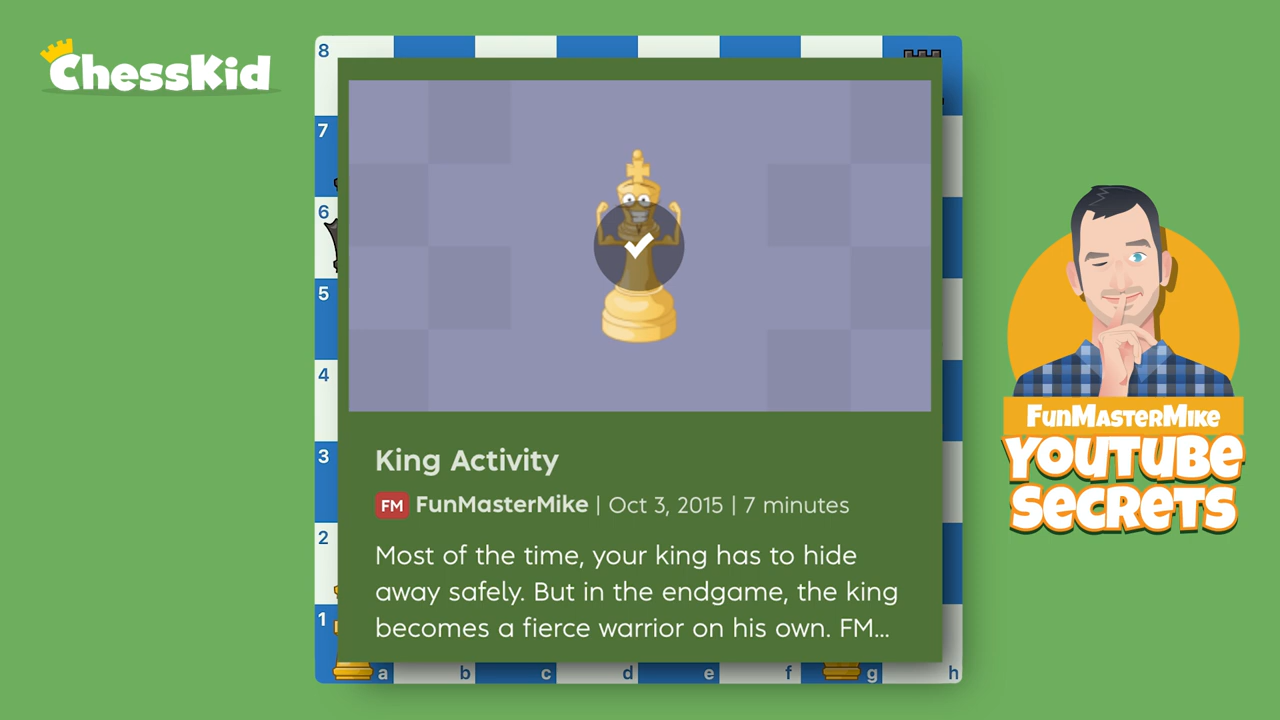 ChessKid
8
7
6
5
4
3
2
1
King Activity
FM FunMasterMike | Oct 3, 2015 | 7 minutes
Most of the time, your king has to hide
away safely. But in the endgame, the king
becomes a fierce warrior on his own. FM...
a b c d e f g h
FunMasterMike
YOUTUBE
SECRETS